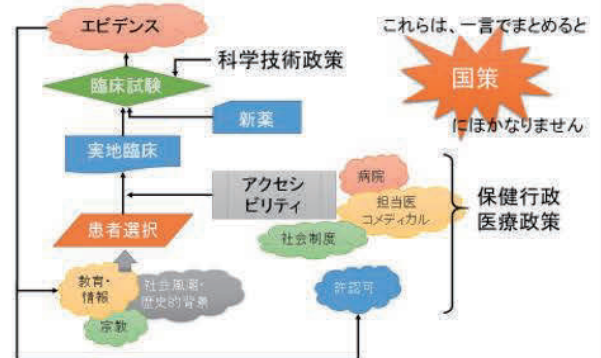 エビデンス
これらは、一言でまとめると
国策
にほかなりません
科学技術政策
臨床試験
新薬
実地臨床
アクセシ
ビリティ
病院
担当医
コメディカル
社会制度
保健行政
医療政策
患者選択
教育・
情報
社会風潮・
歴史的背景
宗教
許認可